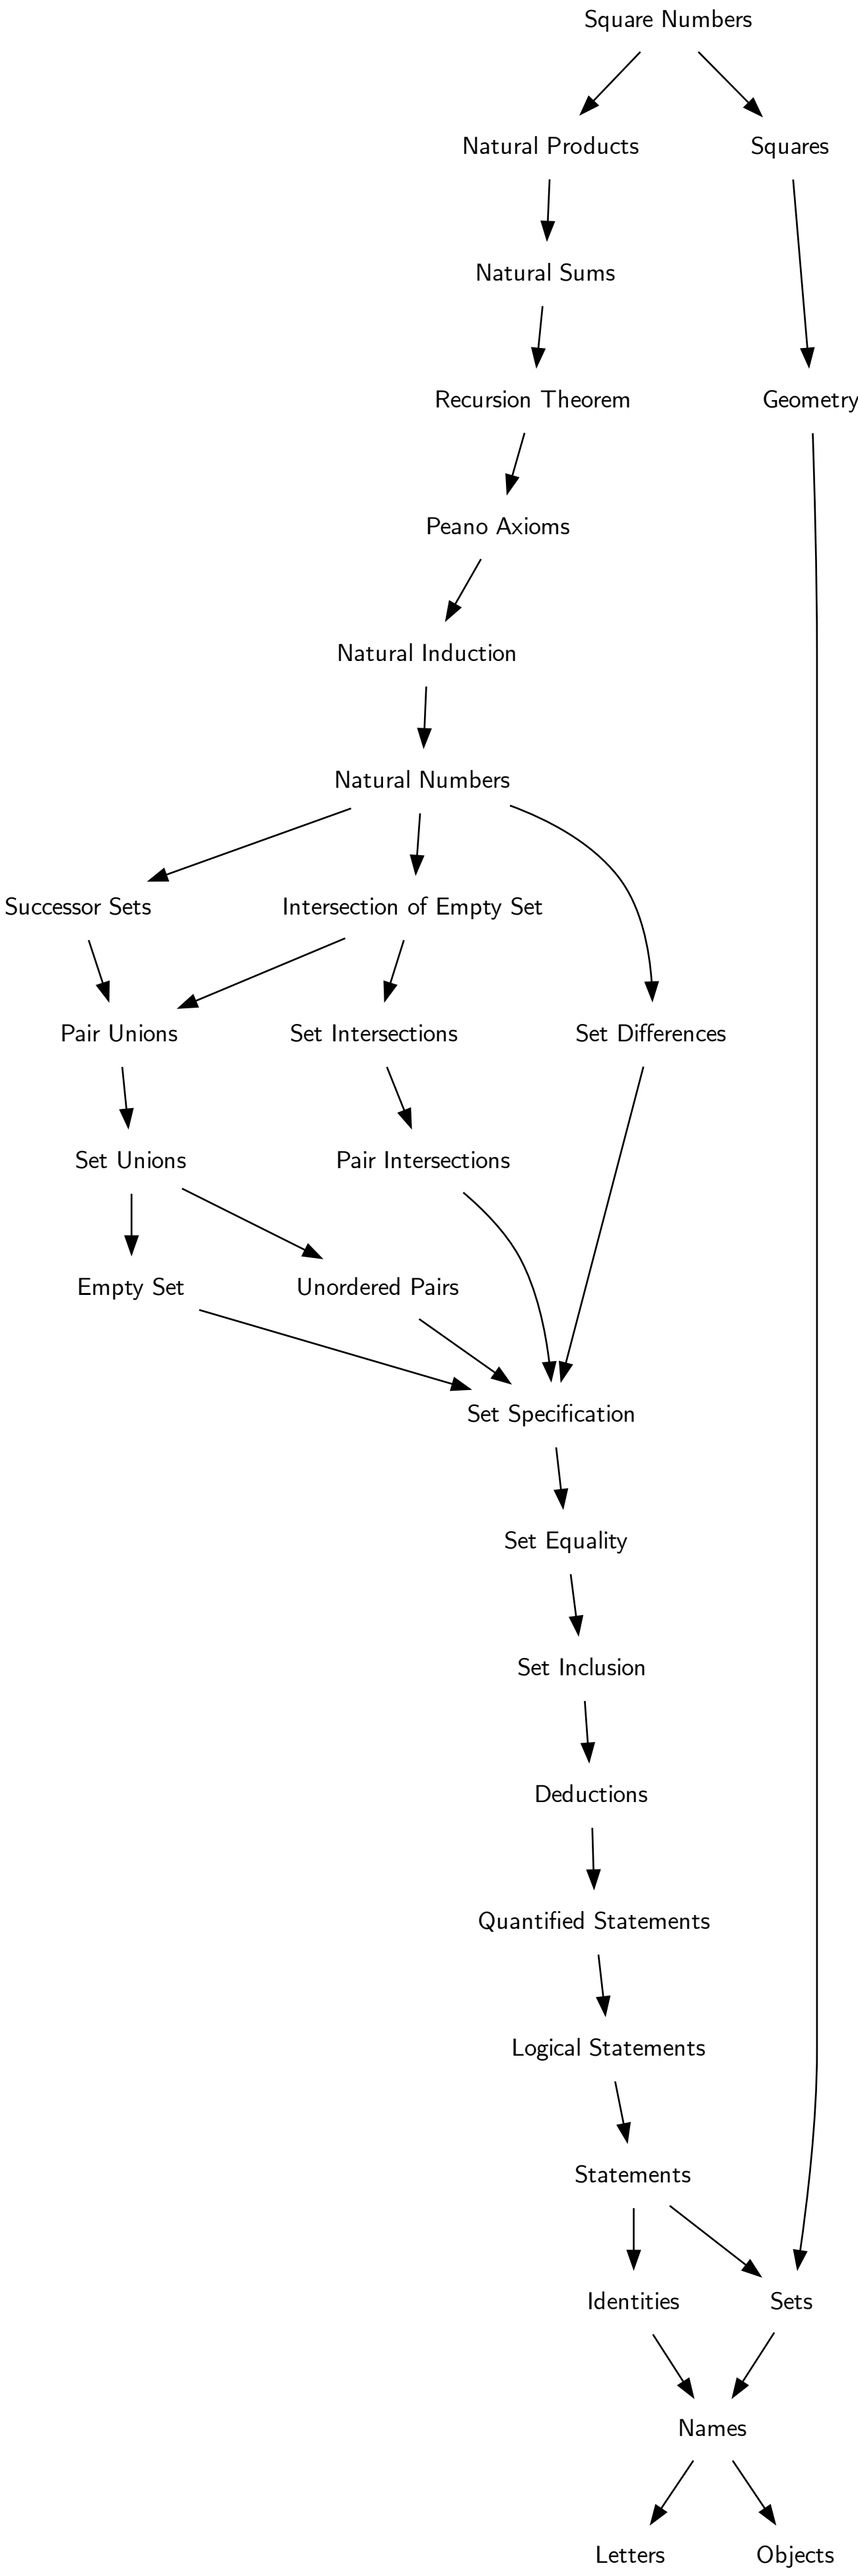 Square Numbers
Natural Products
Squares
Natural Sums
Recursion Theorem
Geometry
Peano Axioms
Natural Induction
Natural Numbers
Successor Sets
Intersection of Empty Set
Pair Unions
Set Intersections
Set Differences
Set Unions
Pair Intersections
Empty Set
Unordered Pairs
Set Specification
Set Equality
Set Inclusion
Deductions
Quantified Statements
Logical Statements
Statements
Identities
Sets
Names
Letters
Objects